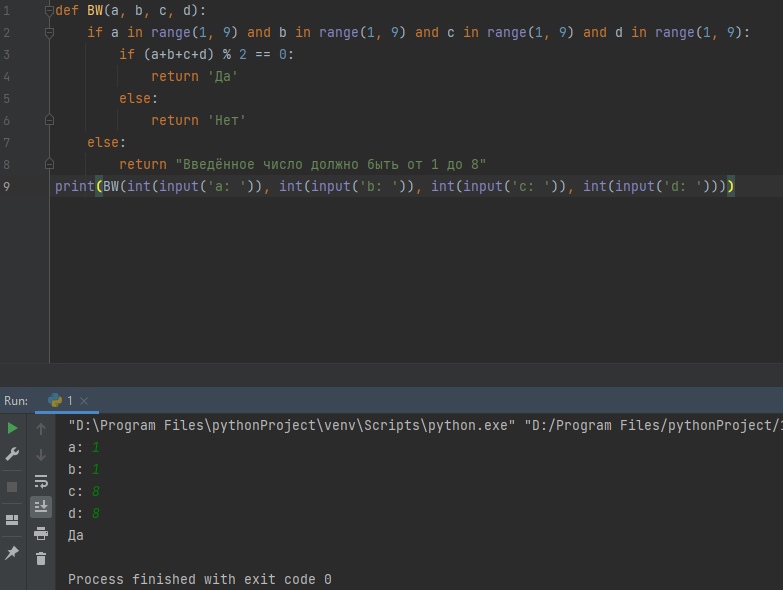 1 def BW(a, b, c, d):
2 if a in range(1, 9) and b in range(1, 9) and c in range(1, 9) and d in range(1, 9):
3 if (a+b+c+d) % 2 == 0:
4 return 'Да'
5 else:
6 return 'Нет'
7 else:
8 return "Введённое число должно быть от 1 до 8"
9 print(BW(int(input('a: ')), int(input('b: ')), int(input('c: ')), int(input('d: '))))
Run: 1
"D:\Program Files\pythonProject\venv\Scripts\python.exe" "D:/Program Files/pythonProject/1
a: 1
b: 1
c: 8
d: 8
Да
Process finished with exit code 0